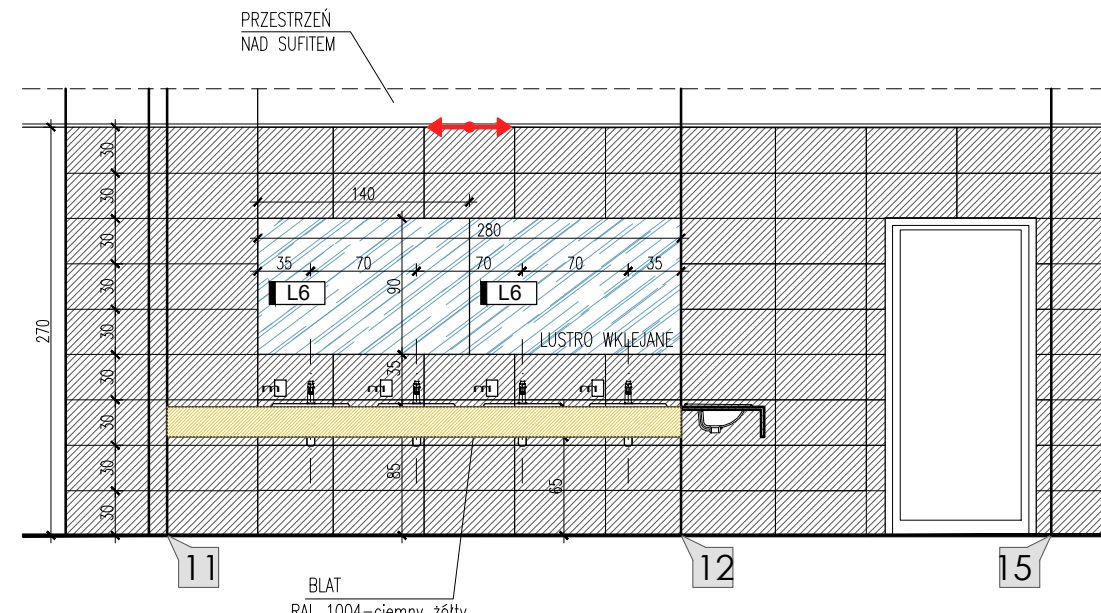 PRZESTRZEŃ
NAD SUFITEM
140
280
35 70 70 70 35
L6 L6
90
LUSTRO WKLEJANE
35
270
30
30
30
30
30
30
30
30
30
85
65
11 12 15
BLAT
RAL 1004-ciemny żółty